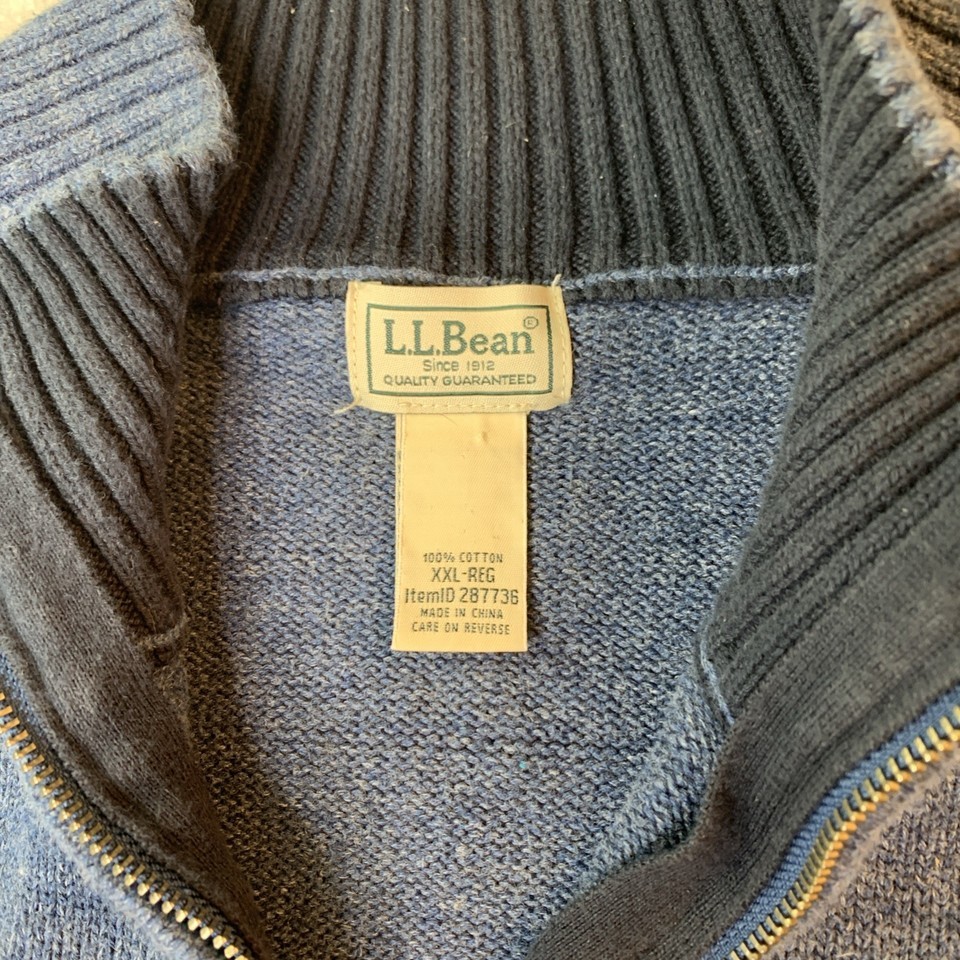 L.L.Bean®
Since 1912
QUALITY GUARANTEED
100% COTTON
XXL-REG
ItemID 287736
MADE IN CHINA
CARE ON REVERSE